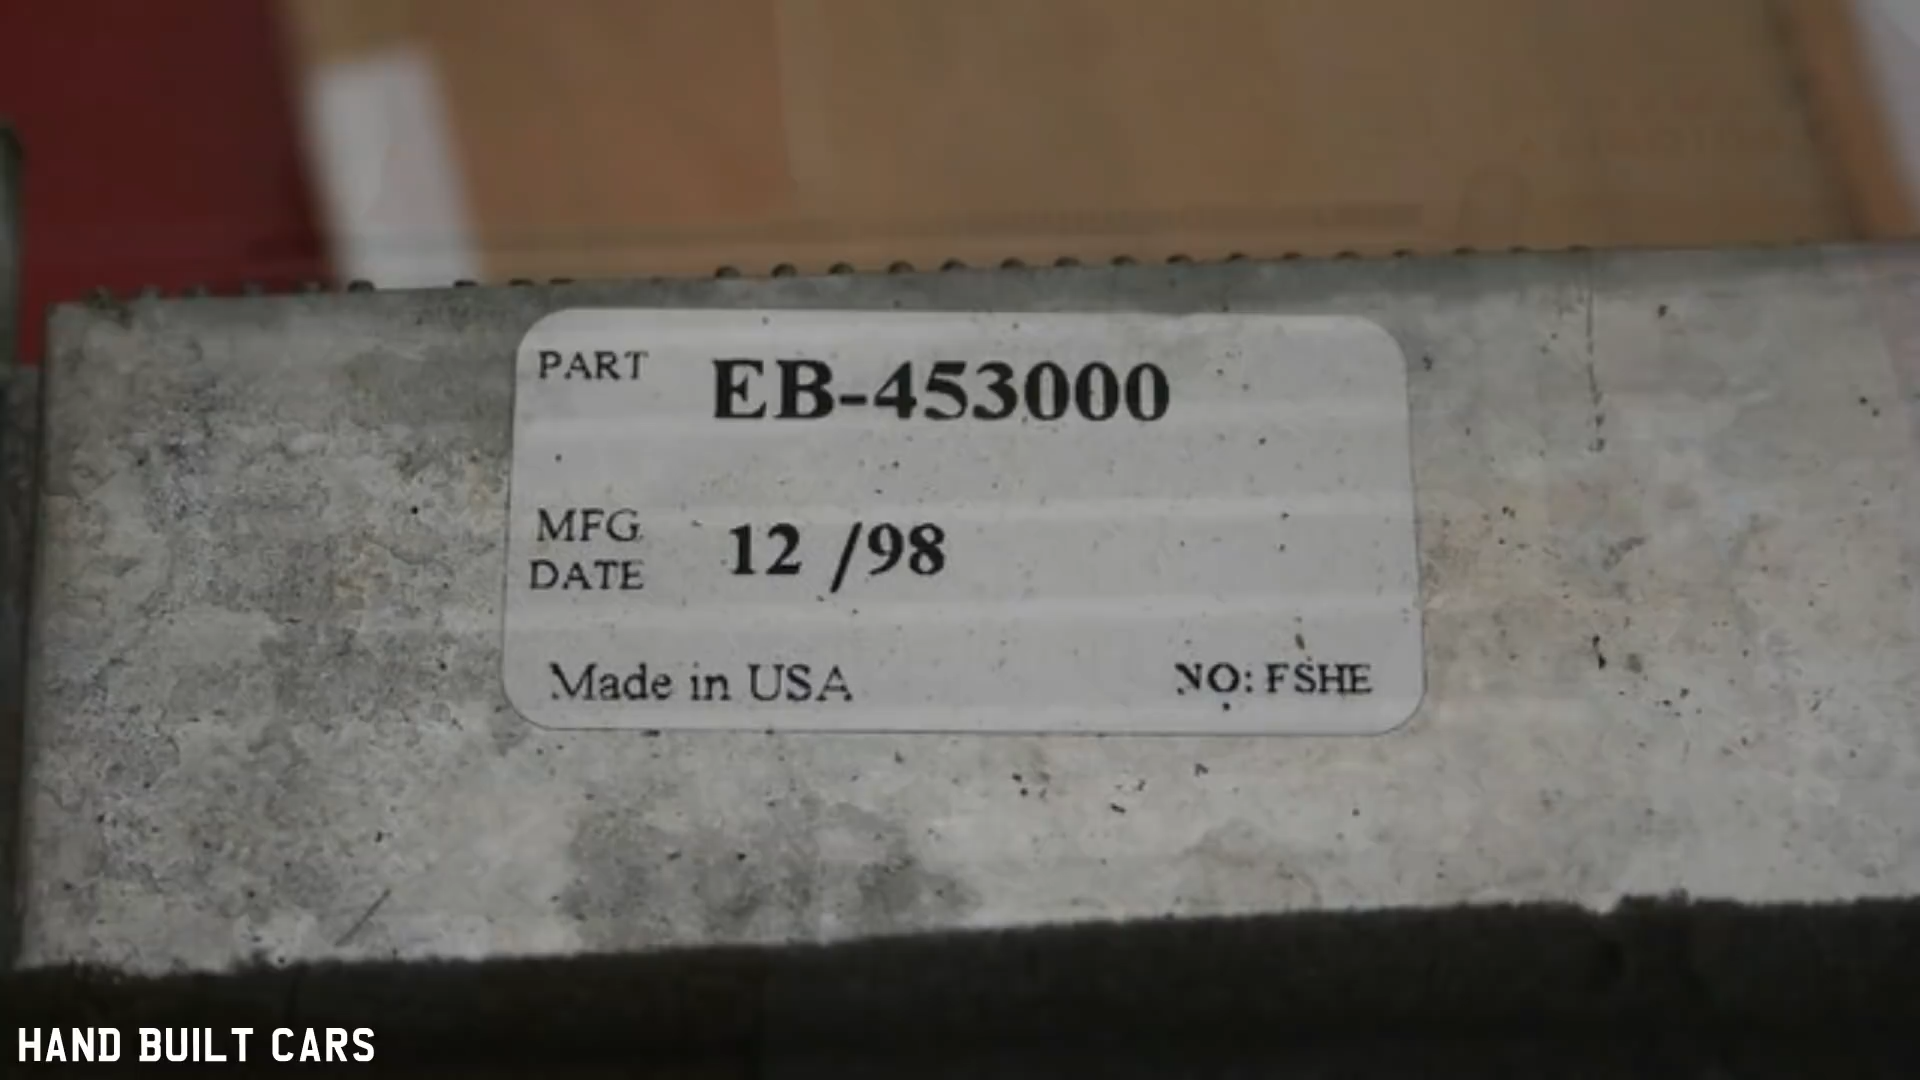 PART EB-453000
MFG
DATE 12 /98
Made in USA NO: FSHE
HAND BUILT CARS